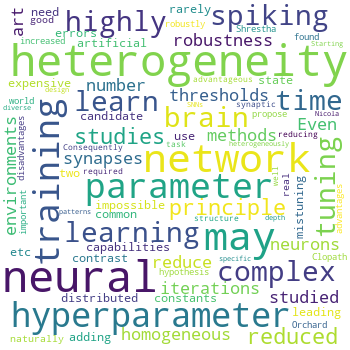 art need good errors highly rarely Shrestha found spiking
artificial increased robustly robustness
heterogeneity
expensive advantageous state Starting
world diverse number learn thresholds time
disadvantages design SPU synaptic propose Nicola
Consequently candidate brain Even reducing
environments training studies task use methods heterogeneously
synapses required two impossible network real well tuning
important parameter mistuning advantages
etc common principle structure depth
learning patterns may specific
contrast capabilities reduce hypothesis neurons Clopath
neural iterations complex
leading distributed constants Orchard studied
naturally hyperparameter
adding homogeneous reduced